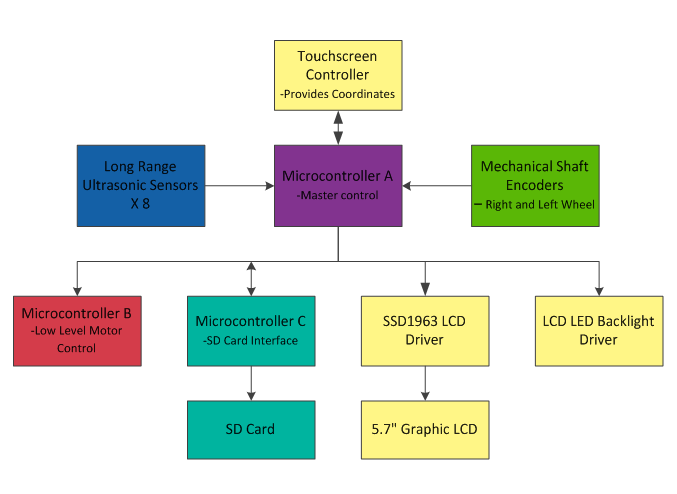 Touchscreen
Controller
-Provides Coordinates
Long Range
Ultrasonic Sensors
X 8
Microcontroller A
-Master control
Mechanical Shaft
Encoders
– Right and Left Wheel
Microcontroller B
-Low Level Motor
Control
Microcontroller C
-SD Card Interface
SSD1963 LCD
Driver
LCD LED Backlight
Driver
SD Card
5.7" Graphic LCD